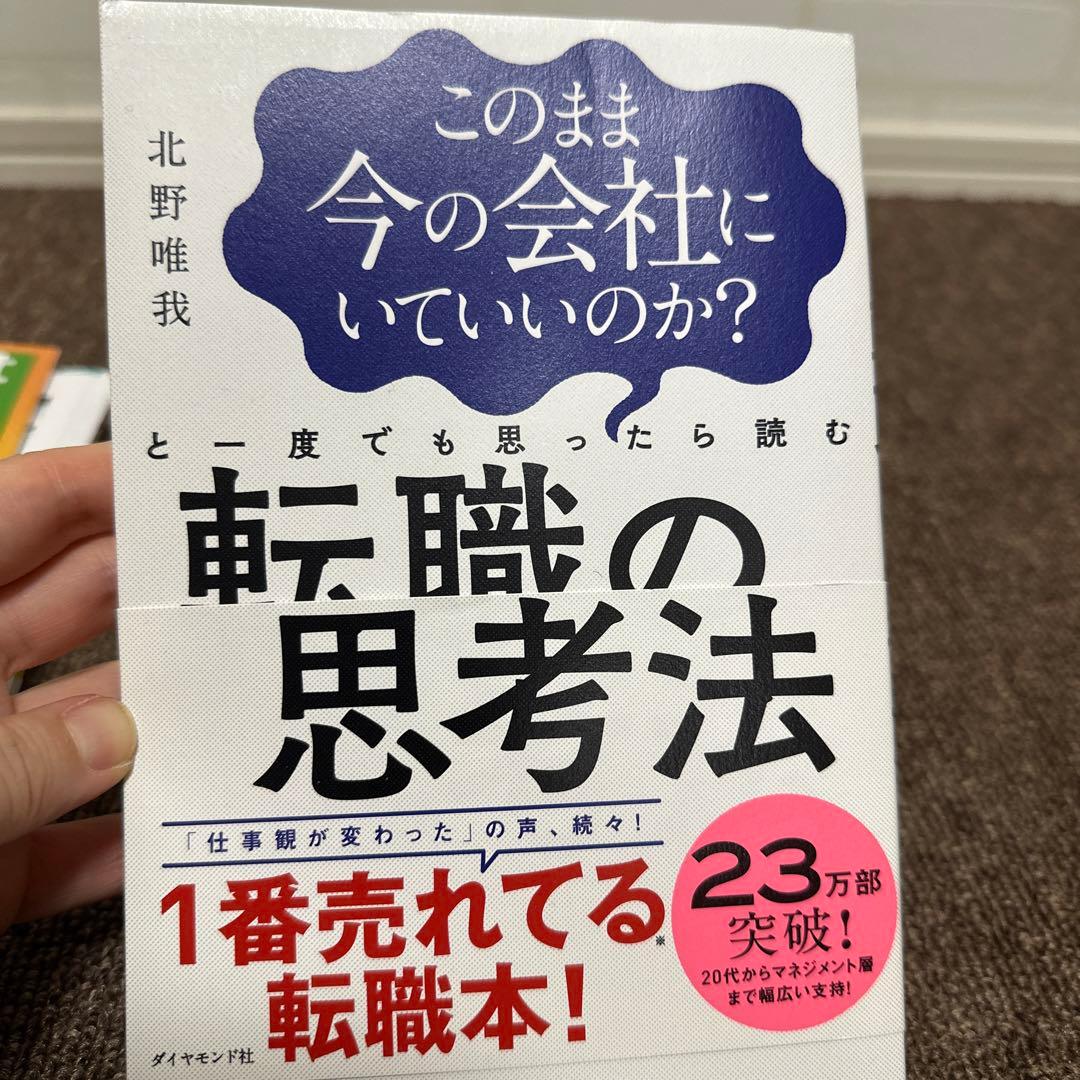 北野唯我
このまま
今の会社に
いていいのか?
と一度でも思ったら読む
転職の
思考法
「仕事観が変わった」の声、続々!
1番売れてる※
転職本!
23万部
突破!
20代からマネジメント層
まで幅広い支持!
ダイヤモンド社